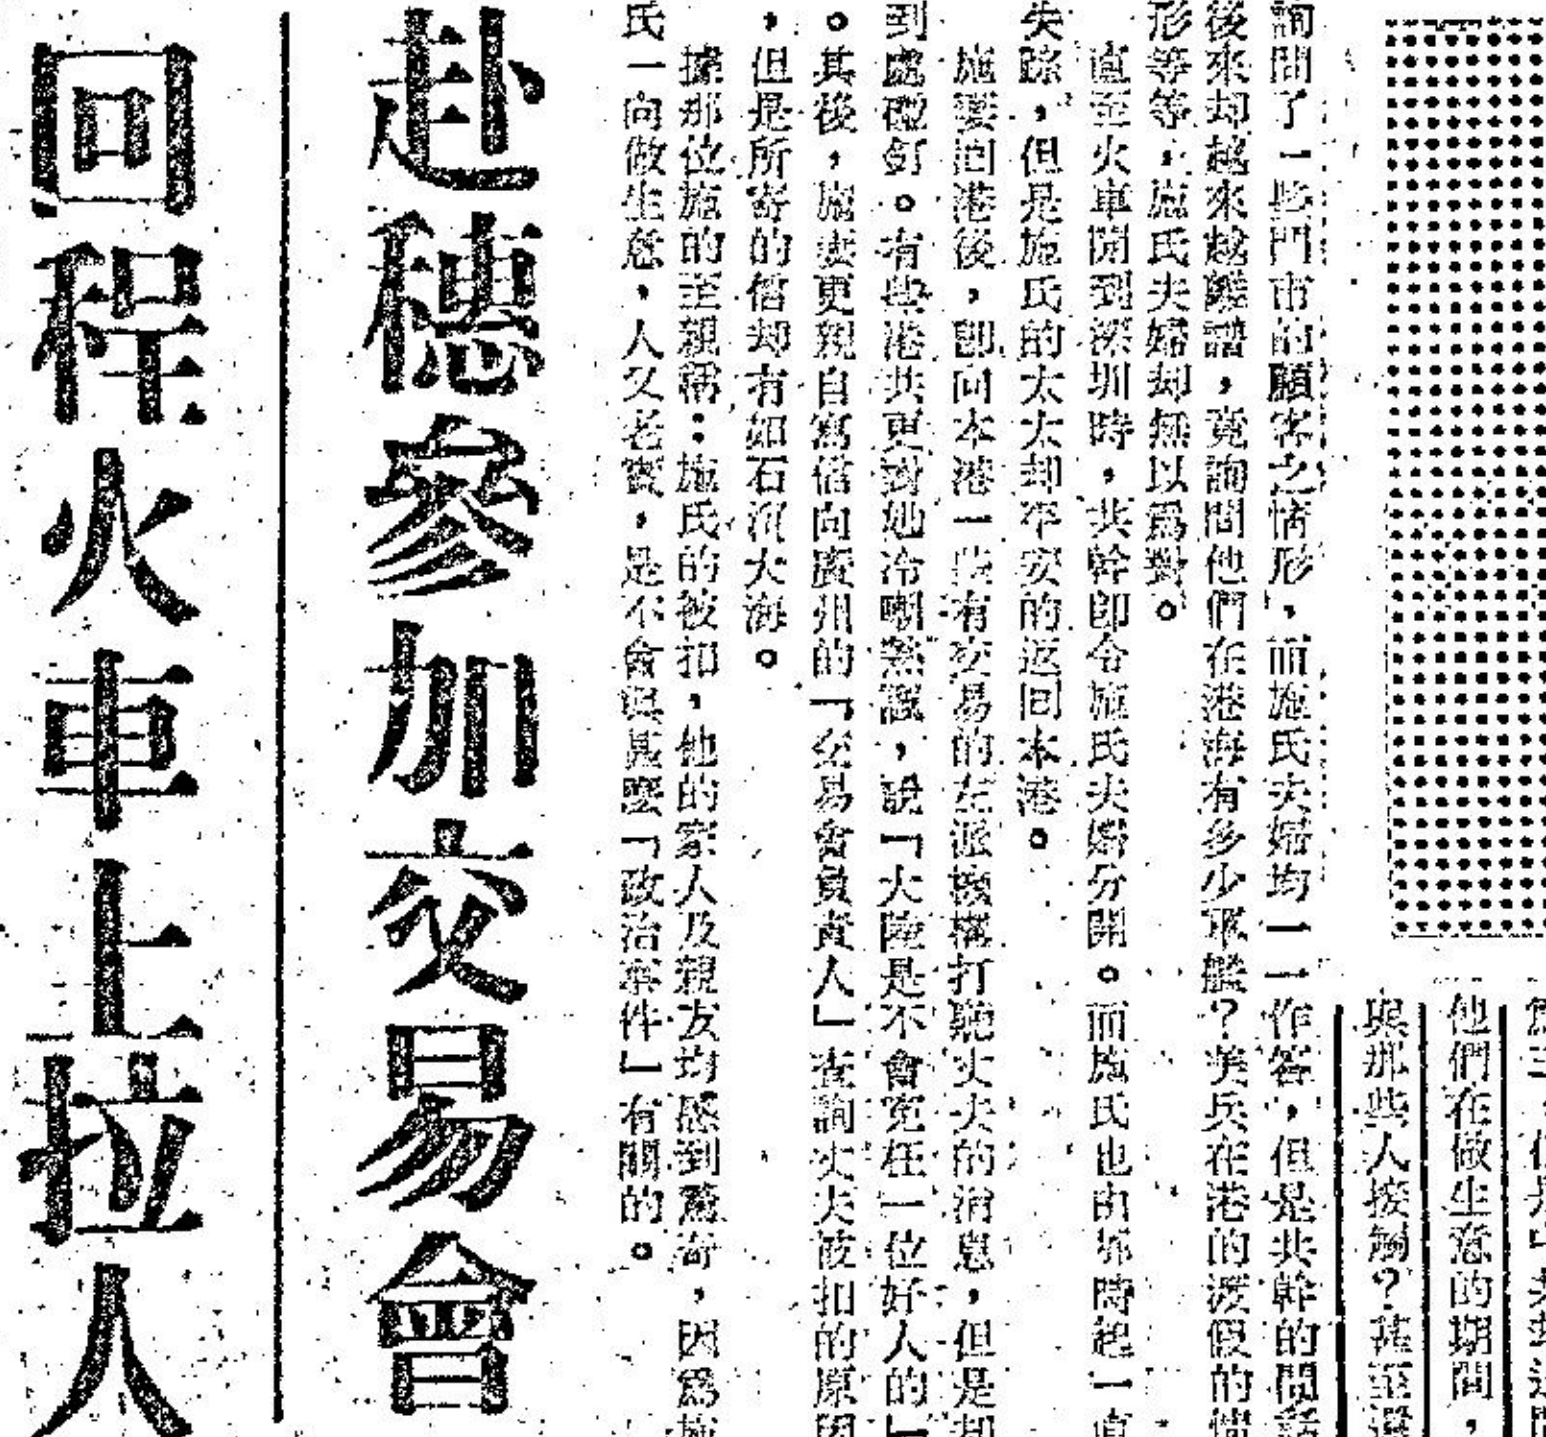 他們在做生意的期間，
與那些人接觸？甚至還
詢問了一些門市的顧客之情形，而施氏夫婦均一一作答，但是共幹的問話
後來却越來越離譜，竟詢問他們在港海有多少軍艦？美兵在港的渡假的情
形等等，施氏夫婦却無以爲對。
直至火車開到深圳時，共幹即令施氏夫婦分開。而施氏也由那時起一直
失踪，但是施氏的太太却平安的返回本港。
施妻回港後，即向本港一些有交易的左派機構打聽丈夫的消息，但是却
到處碰釘。有些港共更對她冷嘲熱諷，說「大陸是不會寃枉一位好人的」
。其後，施妻更親自寫信向廣州的「交易會負責人」查詢丈夫被扣的原因
，但是所寄的信却有如石沉大海。
據那位施的至親稱：施氏的被扣，他的家人及親友均感到驚奇，因爲施
氏一向做生意，人又老實，是不會與甚麼「政治案件」有關的。
赴穗參加交易會
回程火車上拉人